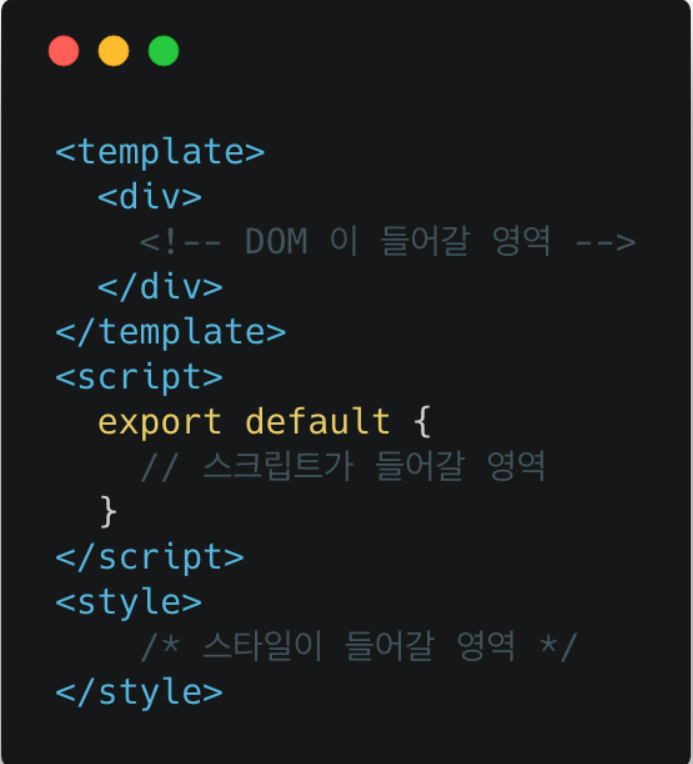 <template>
  <div>
    <!-- DOM 이 들어갈 영역 -->
  </div>
</template>
<script>
  export default {
    // 스크립트가 들어갈 영역
  }
</script>
<style>
    /* 스타일이 들어갈 영역 */
</style>